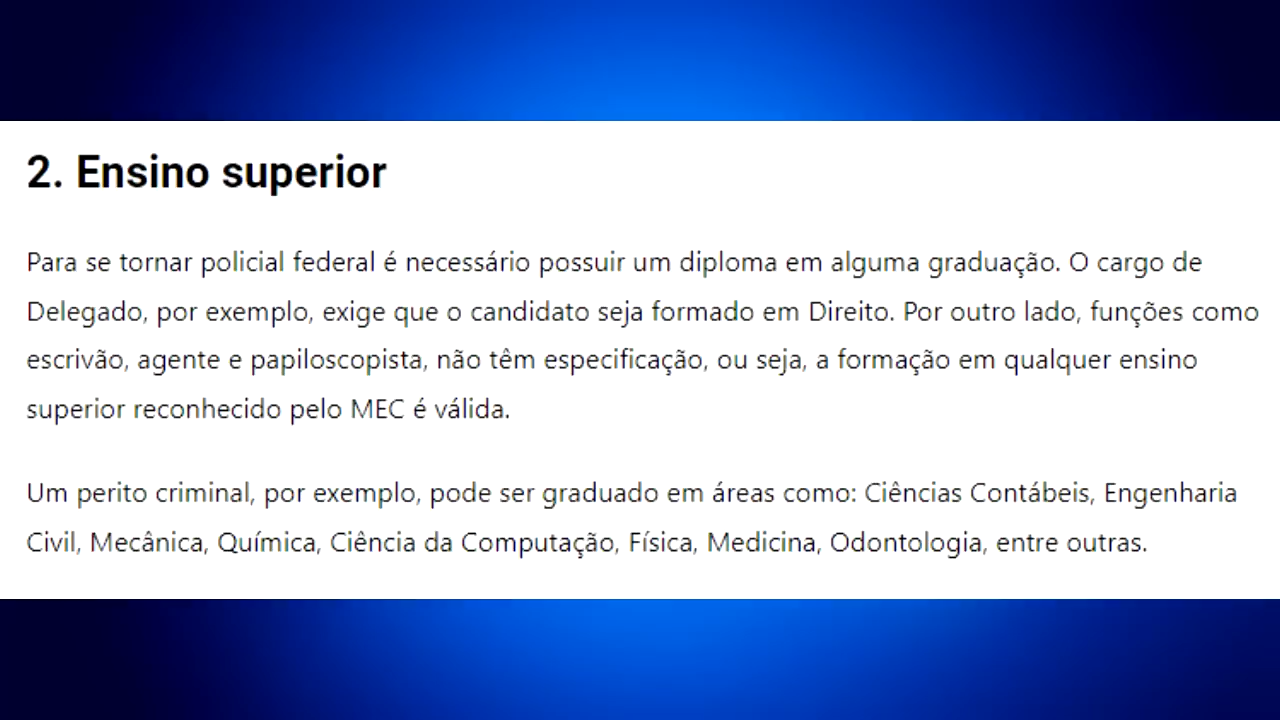 2. Ensino superior
Para se tornar policial federal é necessário possuir um diploma em alguma graduação. O cargo de
Delegado, por exemplo, exige que o candidato seja formado em Direito. Por outro lado, funções como
escrivão, agente e papiloscopista, não têm especificação, ou seja, a formação em qualquer ensino
superior reconhecido pelo MEC é válida.
Um perito criminal, por exemplo, pode ser graduado em áreas como: Ciências Contábeis, Engenharia
Civil, Mecânica, Química, Ciência da Computação, Física, Medicina, Odontologia, entre outras.